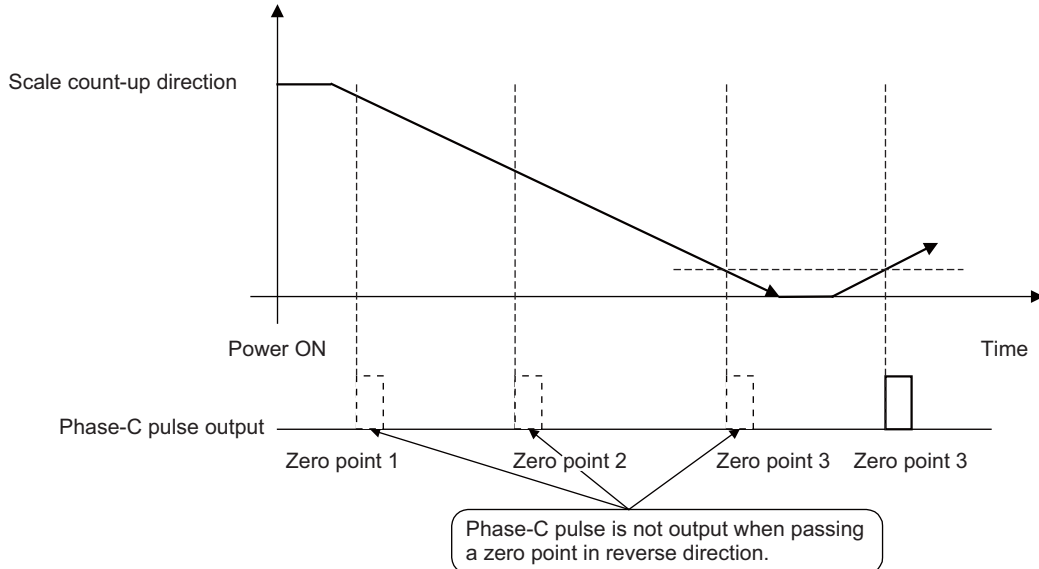 Scale count-up direction
Power ON
Time
Phase-C pulse output
Zero point 1
Zero point 2
Zero point 3
Zero point 3
Phase-C pulse is not output when passing
a zero point in reverse direction.